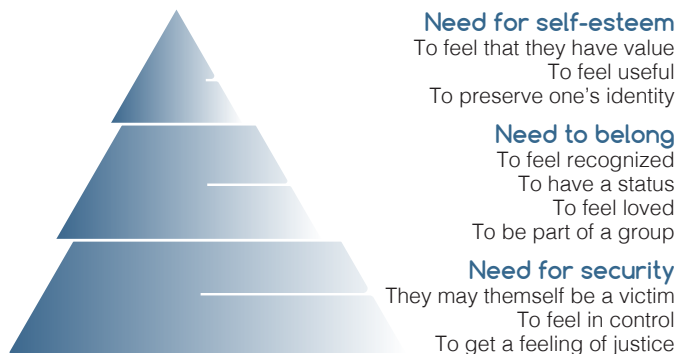 Need for self-esteem
To feel that they have value
To feel useful
To preserve one's identity
Need to belong
To feel recognized
To have a status
To feel loved
To be part of a group
Need for security
They may themself be a victim
To feel in control
To get a feeling of justice